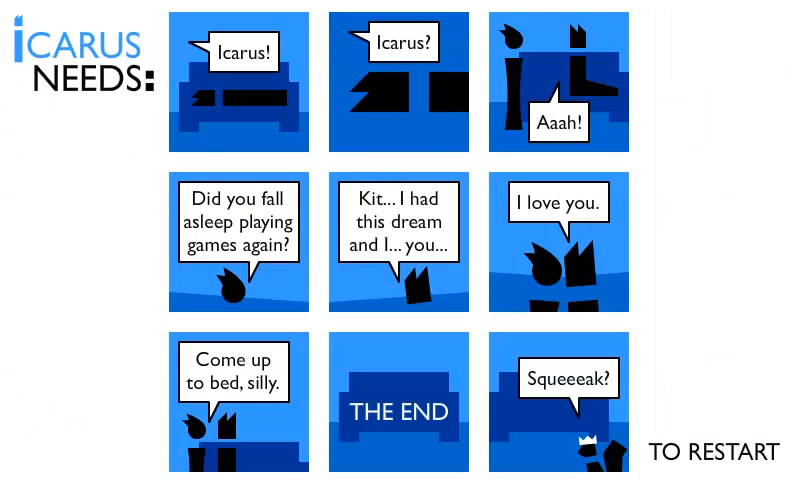 iCARUS
NEEDS:
Icarus!
Icarus?
Aaah!
Did you fall
asleep playing
games again?
Kit... I had
this dream
and I... you...
I love you.
Come up
to bed, silly.
THE END
Squeeeak?
TO RESTART